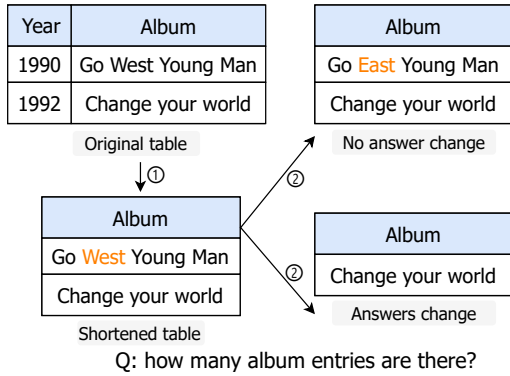 Year Album
1990 Go West Young Man
1992 Change your world
Original table
①
Album
Go West Young Man
Change your world
Shortened table
②
Album
Go East Young Man
Change your world
No answer change
②
Album
Change your world
Answers change
Q: how many album entries are there?